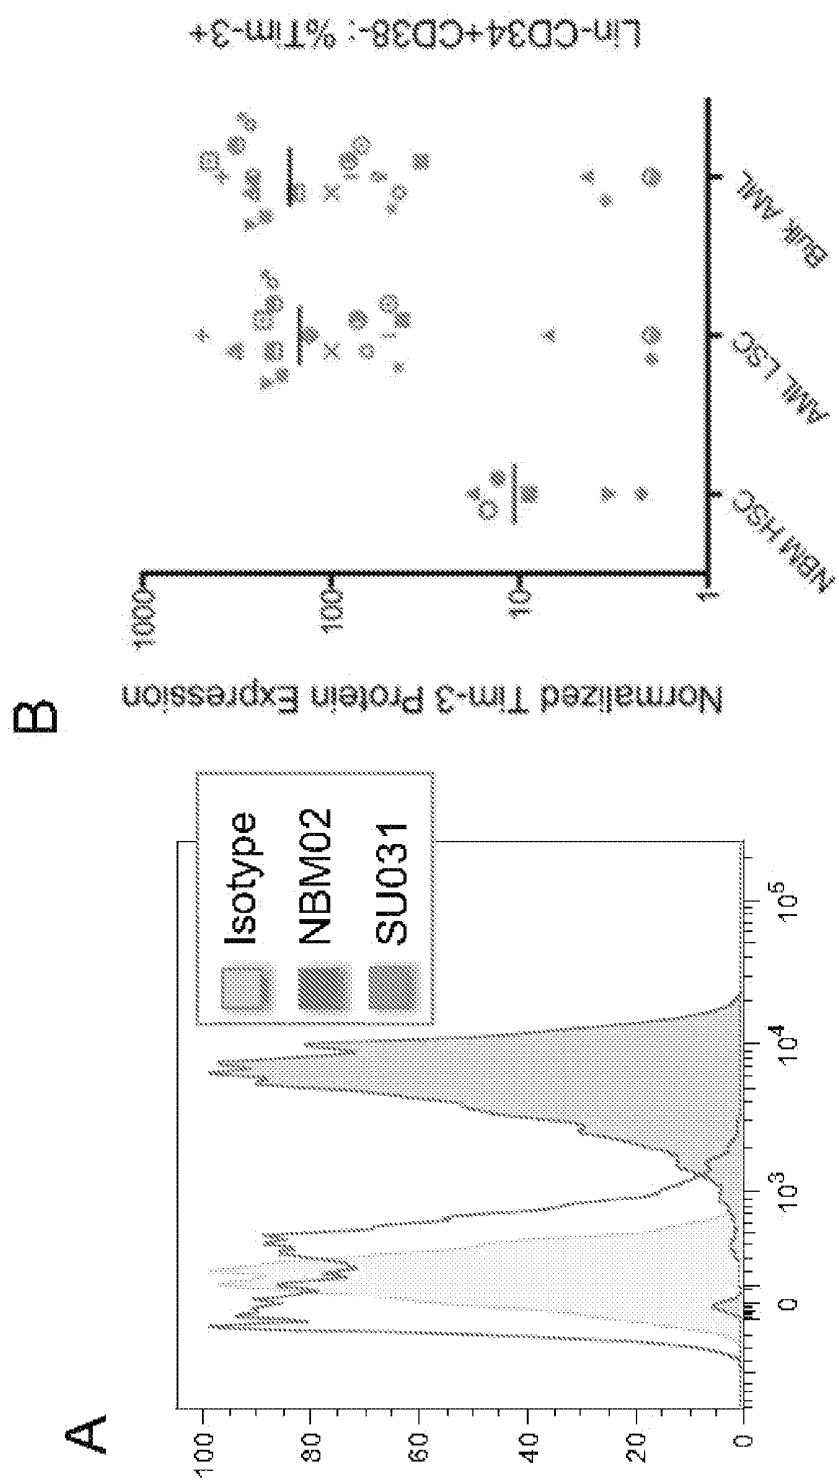 A
100
80
60
40
20
0
0
10³
10⁴
10⁵
Isotype
NBM02
SU031
B
Normalized Tim-3 Protein Expression
1000
100
10
1
NBM HSC
AML LSC
Bulk AML
Lin-CD34+CD38-: %Tim-3+